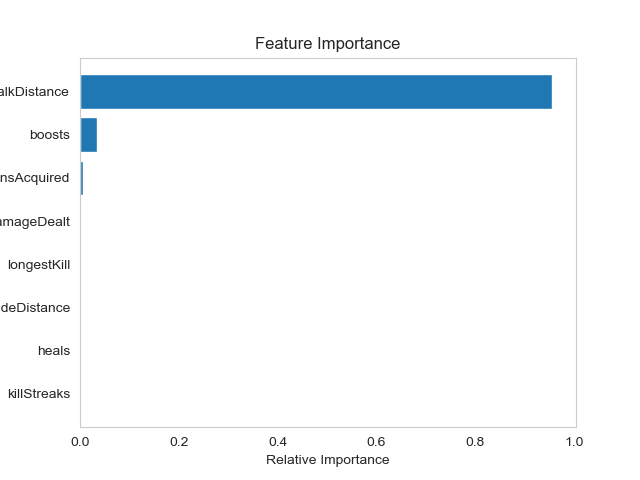 Feature Importance
alkDistance
boosts
nsAcquired
amageDealt
longestKill
deDistance
heals
killStreaks
0.0 0.2 0.4 0.6 0.8 1.0
Relative Importance